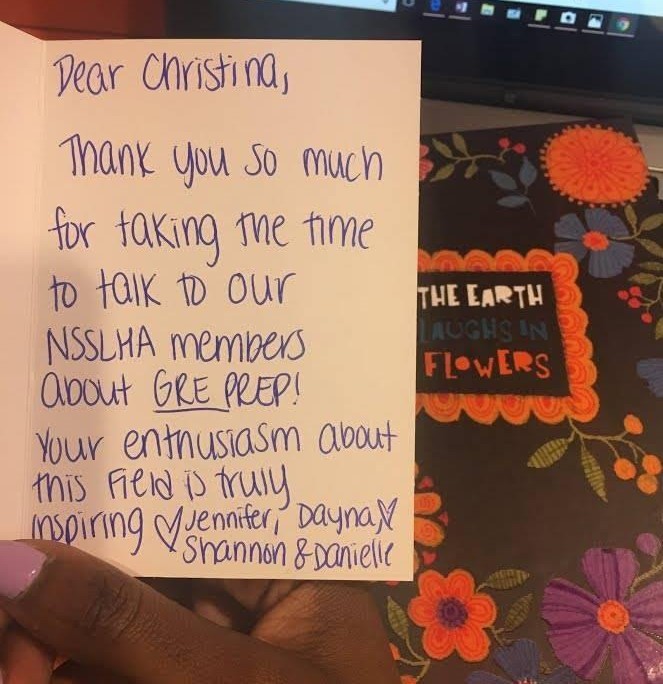 Dear Christina,
Thank you so much
for taking the time
to talk to our
NSSLHA members
about GRE PREP!
Your enthusiasm about
this field is truly
inspiring ♡Jennifer, Dayna,♡
Shannon & Danielle
THE EARTH
LAUGHS IN
FLOWERS